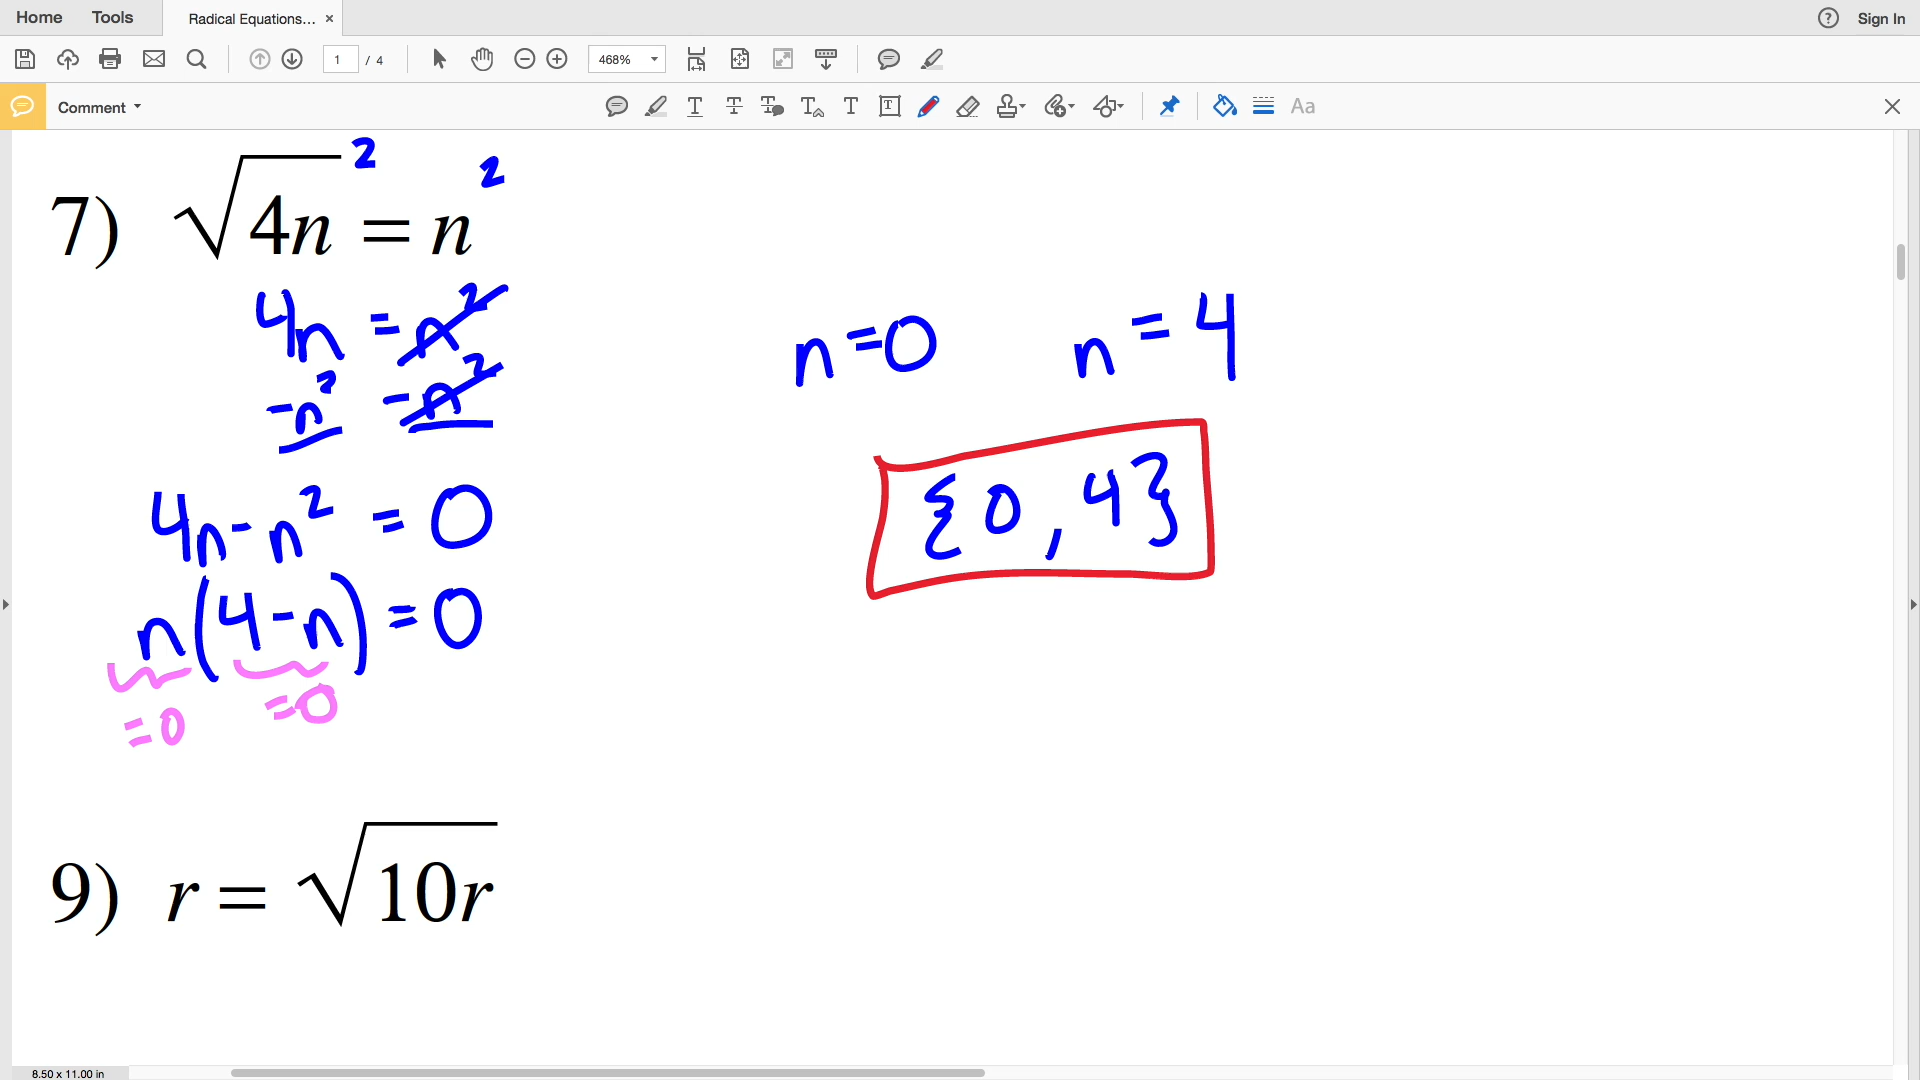 Home Tools Radical Equations... × ? Sign In
1 / 4 468%
Comment Aa
7) √4n² = n²
4n = n² n = 0 n = 4
-n² -n²
{0, 4}
4n - n² = 0
n(4 - n) = 0
= 0 = 0
9) r = √10r
8.50 x 11.00 in